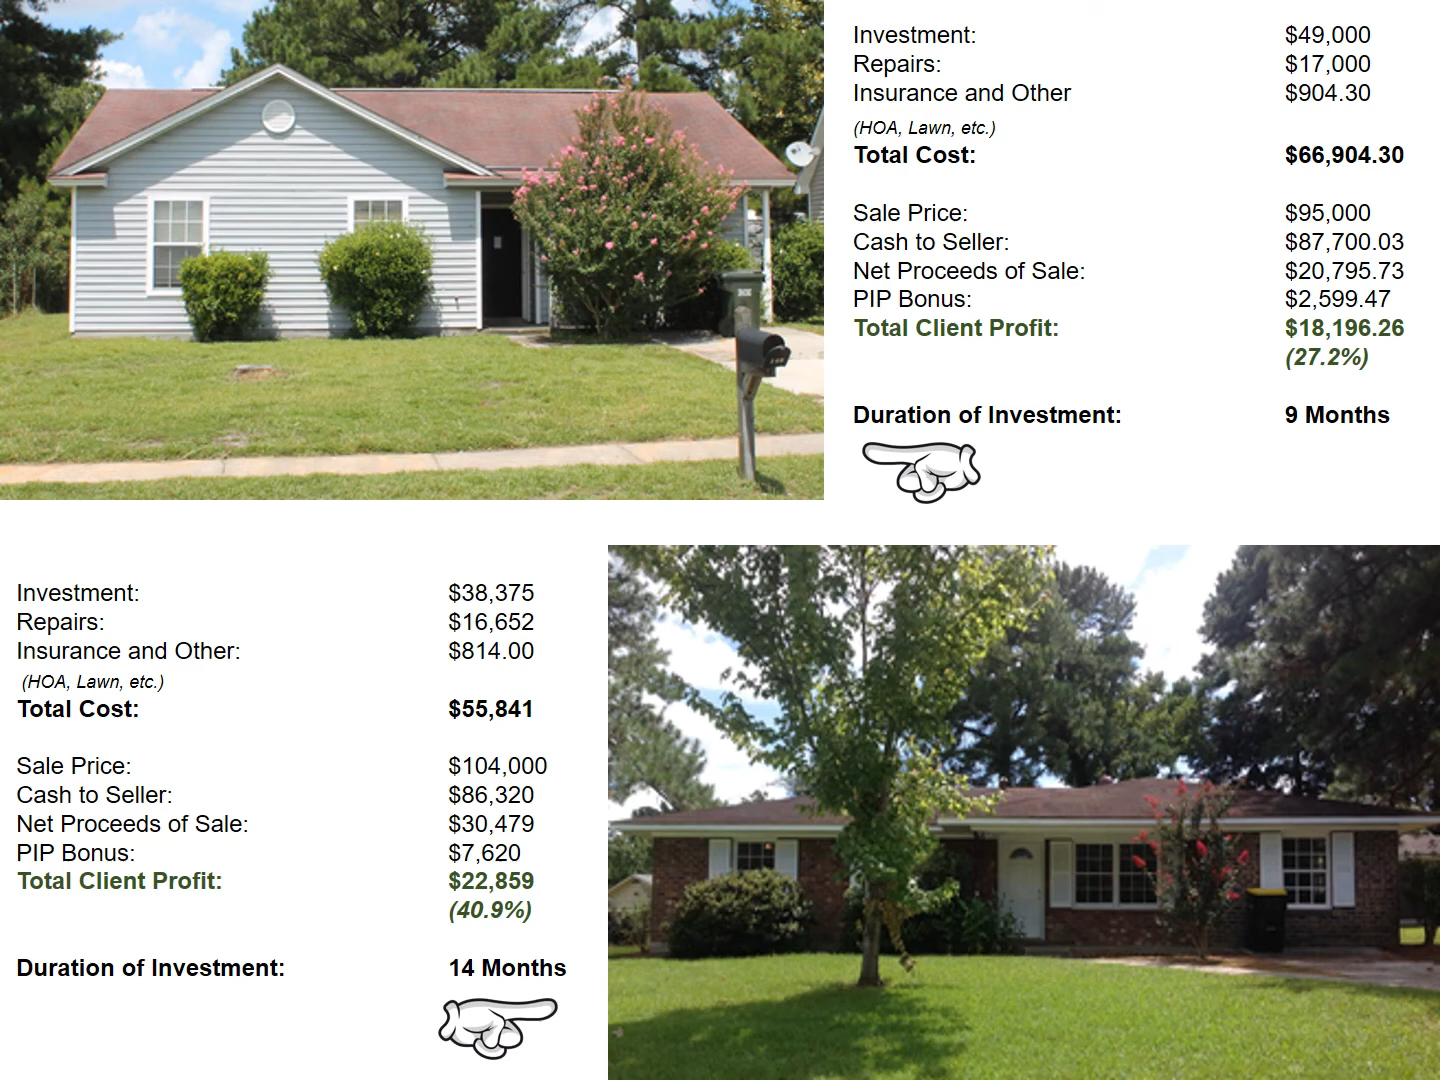 Investment: $49,000
Repairs: $17,000
Insurance and Other $904.30
(HOA, Lawn, etc.)
Total Cost: $66,904.30
Sale Price: $95,000
Cash to Seller: $87,700.03
Net Proceeds of Sale: $20,795.73
PIP Bonus: $2,599.47
Total Client Profit: $18,196.26
(27.2%)
Duration of Investment: 9 Months
Investment: $38,375
Repairs: $16,652
Insurance and Other: $814.00
(HOA, Lawn, etc.)
Total Cost: $55,841
Sale Price: $104,000
Cash to Seller: $86,320
Net Proceeds of Sale: $30,479
PIP Bonus: $7,620
Total Client Profit: $22,859
(40.9%)
Duration of Investment: 14 Months